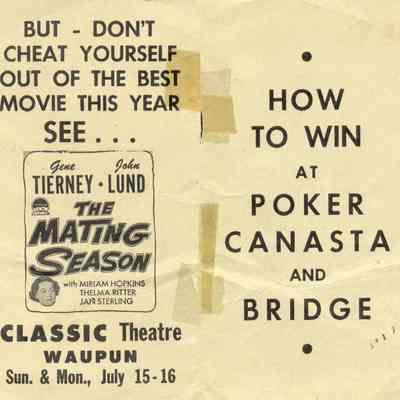 BUT - DON'T
CHEAT YOURSELF
OUT OF THE BEST
MOVIE THIS YEAR
SEE . . .
Gene John
TIERNEY · LUND
THE
MATING
SEASON
with MIRIAM HOPKINS
THELMA RITTER
JAN STERLING
CLASSIC Theatre
WAUPUN
Sun. & Mon., July 15-16
HOW
TO WIN
AT
POKER
CANASTA
AND
BRIDGE